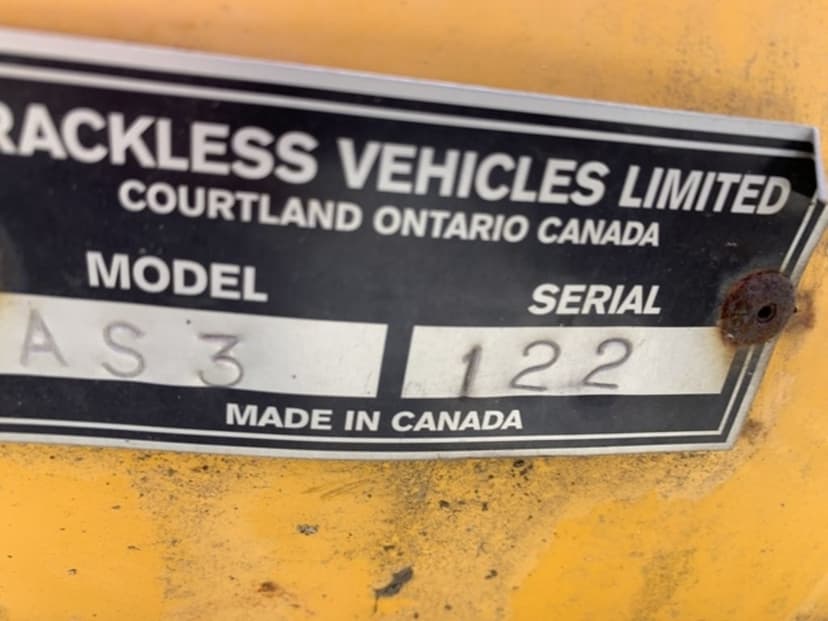 RACKLESS VEHICLES LIMITED
COURTLAND ONTARIO CANADA
MODEL SERIAL
AS3 122
MADE IN CANADA